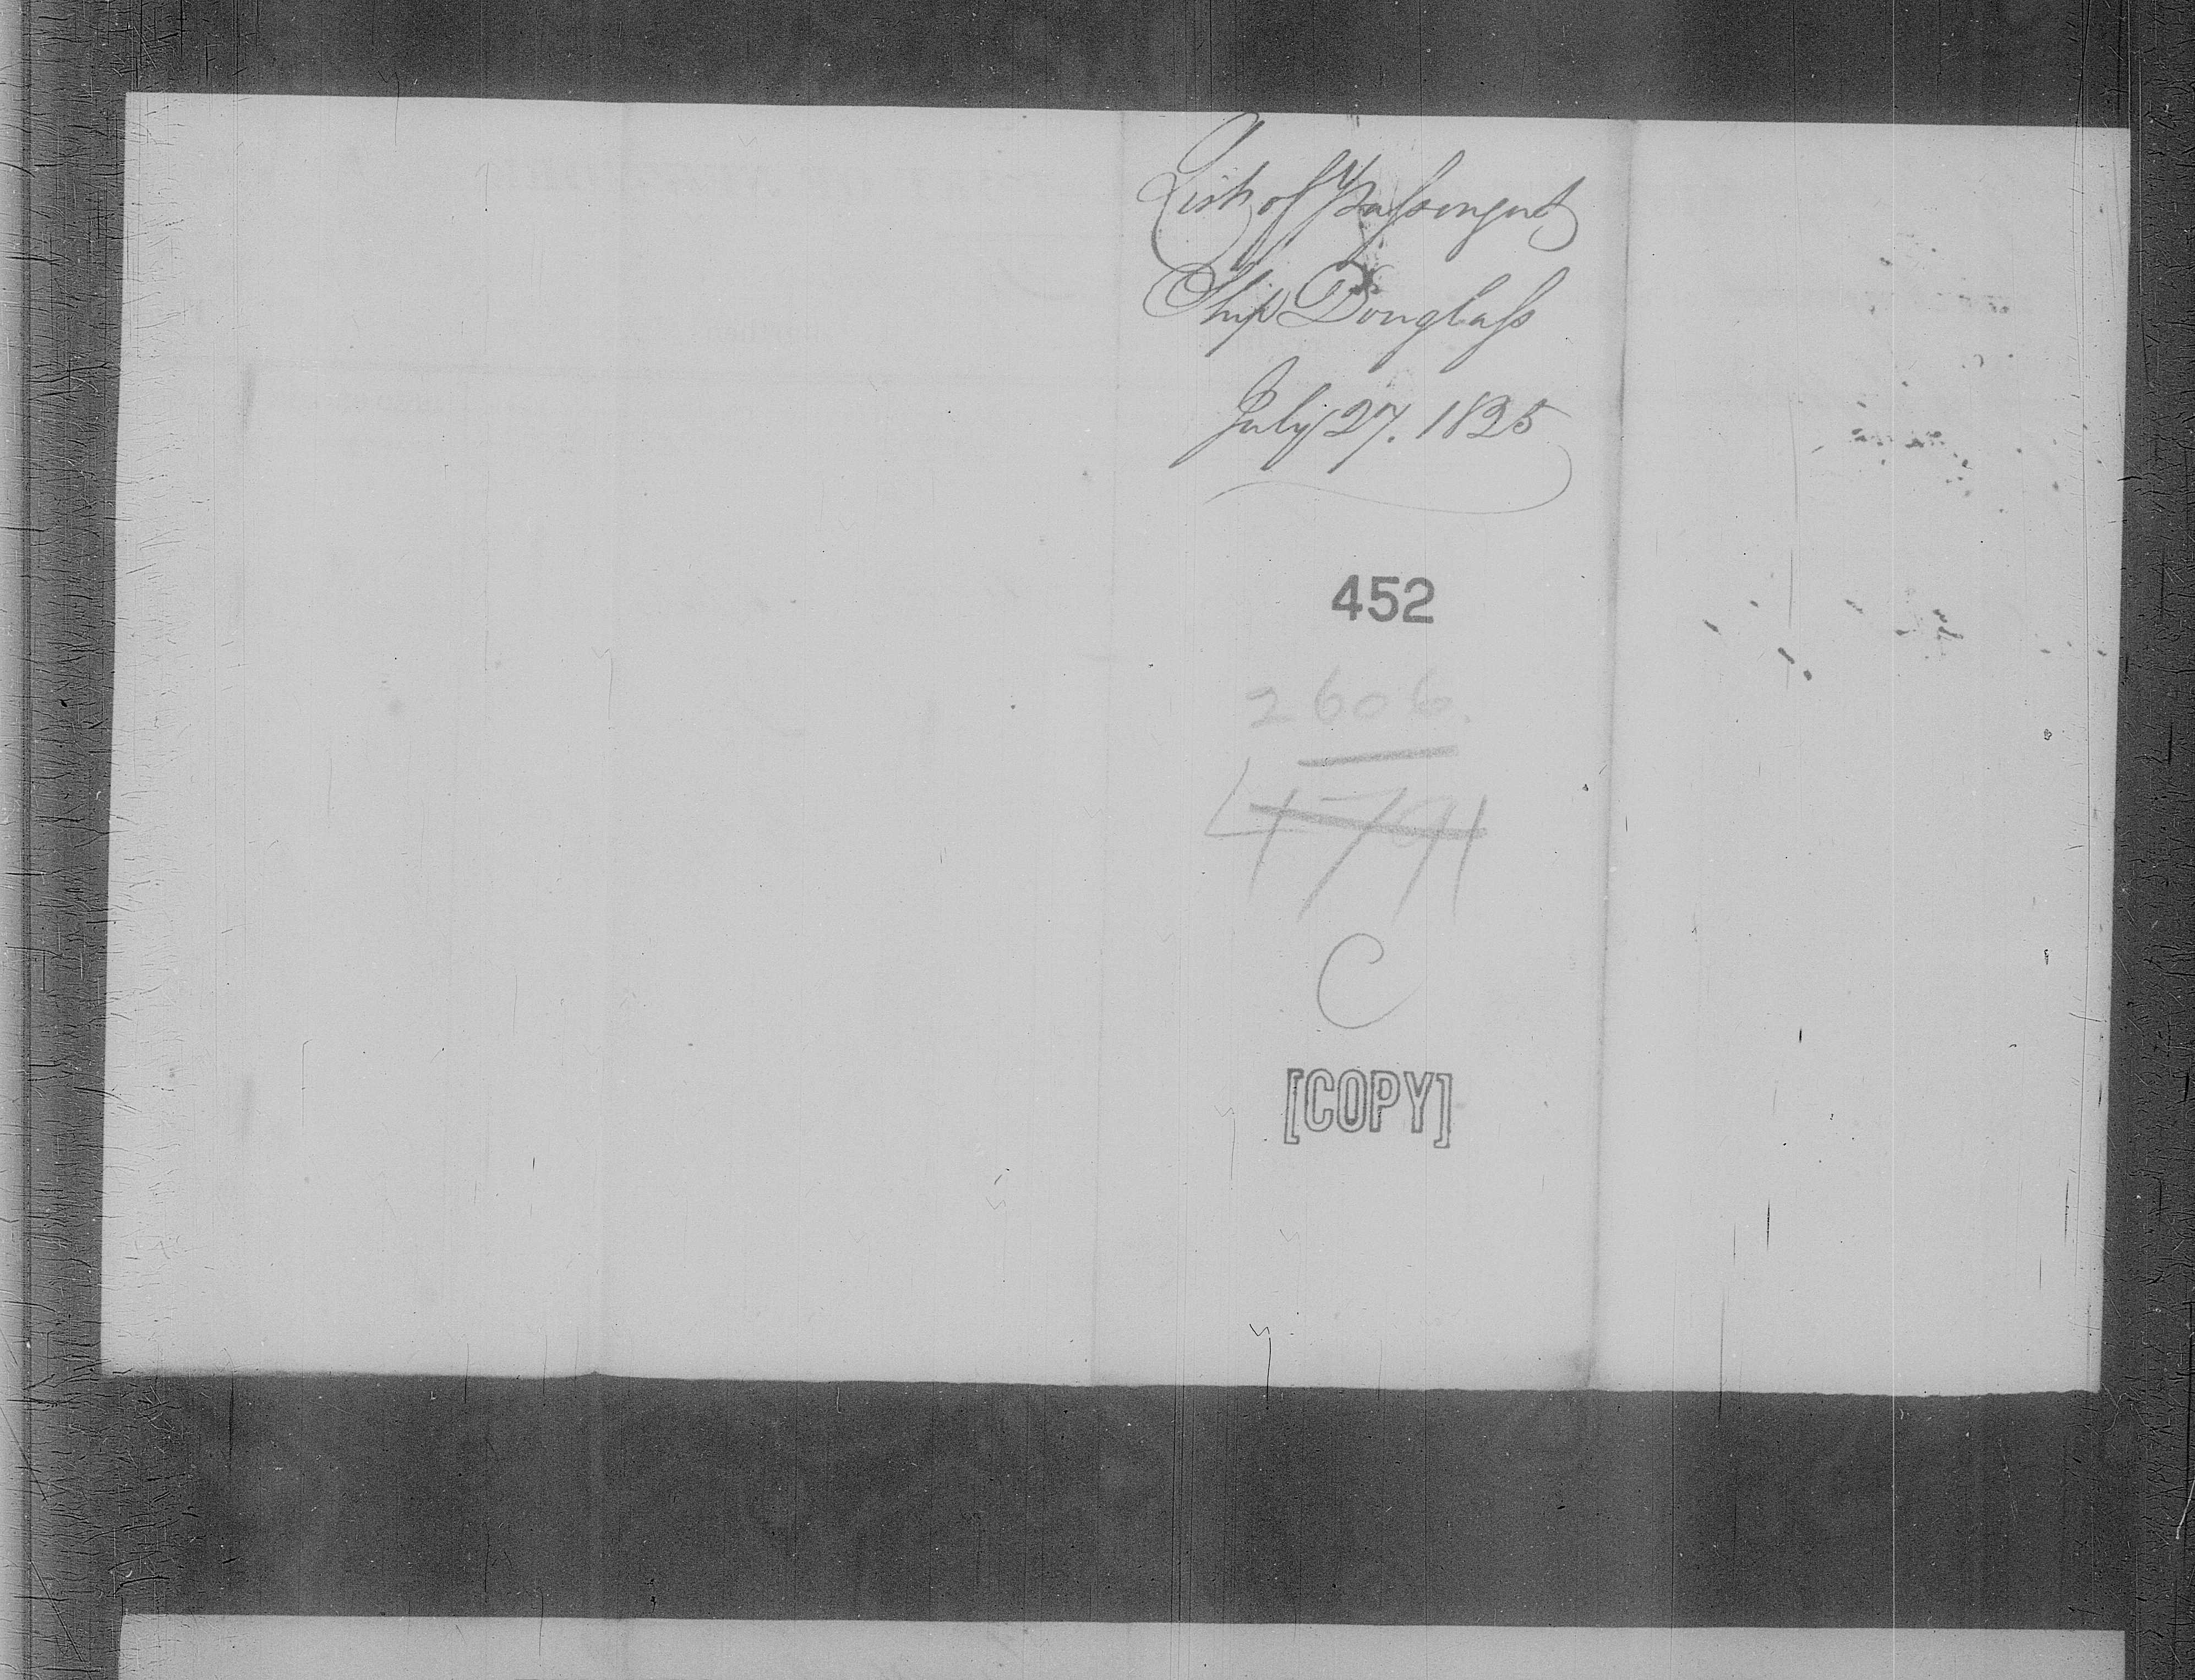 List of Passengers
Ship Douglass
July 27. 1825
452
2606
4791
C
[COPY]